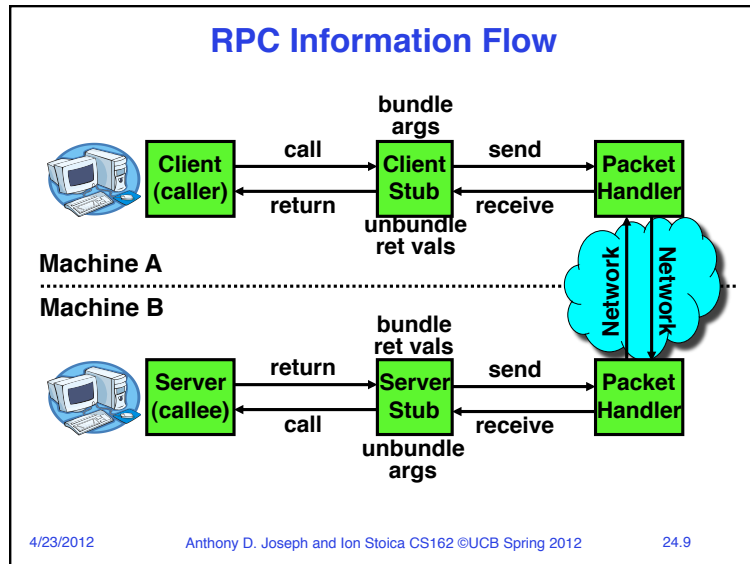 RPC Information Flow
bundle
args
Client
(caller)
call
return
Client
Stub
send
receive
Packet
Handler
unbundle
ret vals
Machine A
Network
Network
Machine B
bundle
ret vals
Server
(callee)
return
call
Server
Stub
send
receive
Packet
Handler
unbundle
args
4/23/2012
Anthony D. Joseph and Ion Stoica CS162 ©UCB Spring 2012
24.9